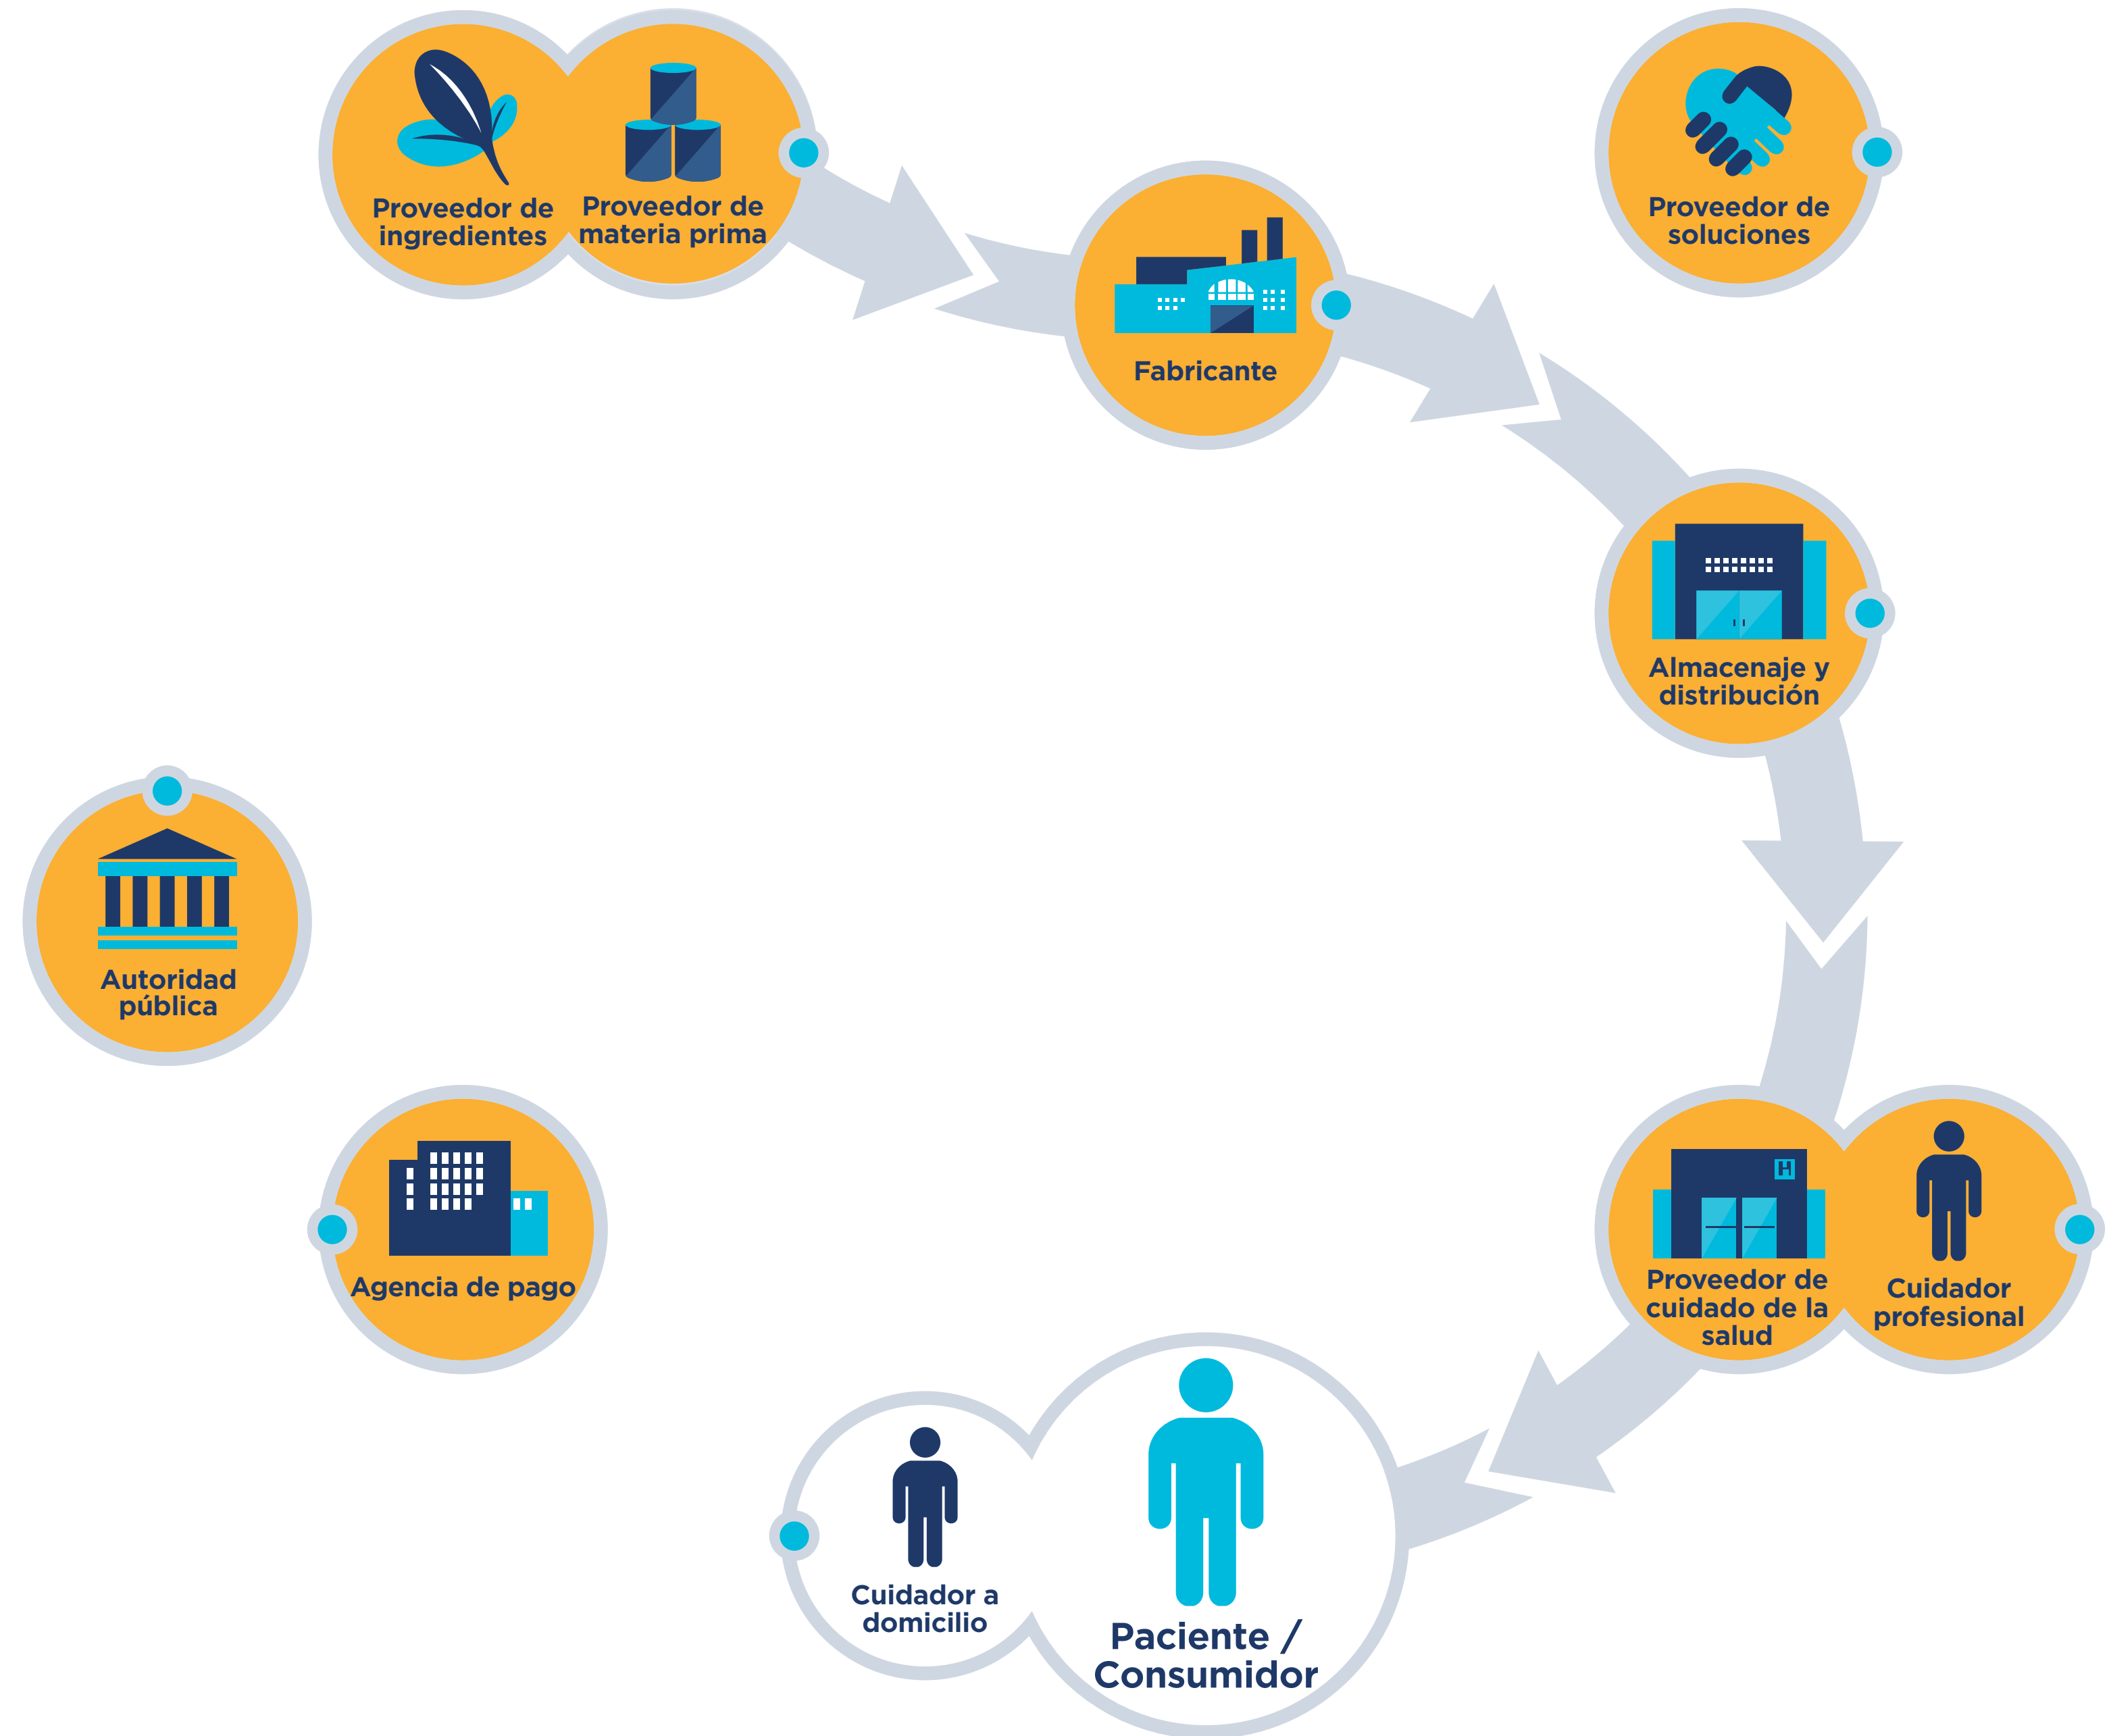 Proveedor de
ingredientes
Proveedor de
materia prima
Proveedor de
soluciones
Fabricante
Almacenaje y
distribución
Autoridad
pública
Agencia de pago
H
Proveedor de
cuidado de la
salud
Cuidador
profesional
Cuidador a
domicilio
Paciente /
Consumidor